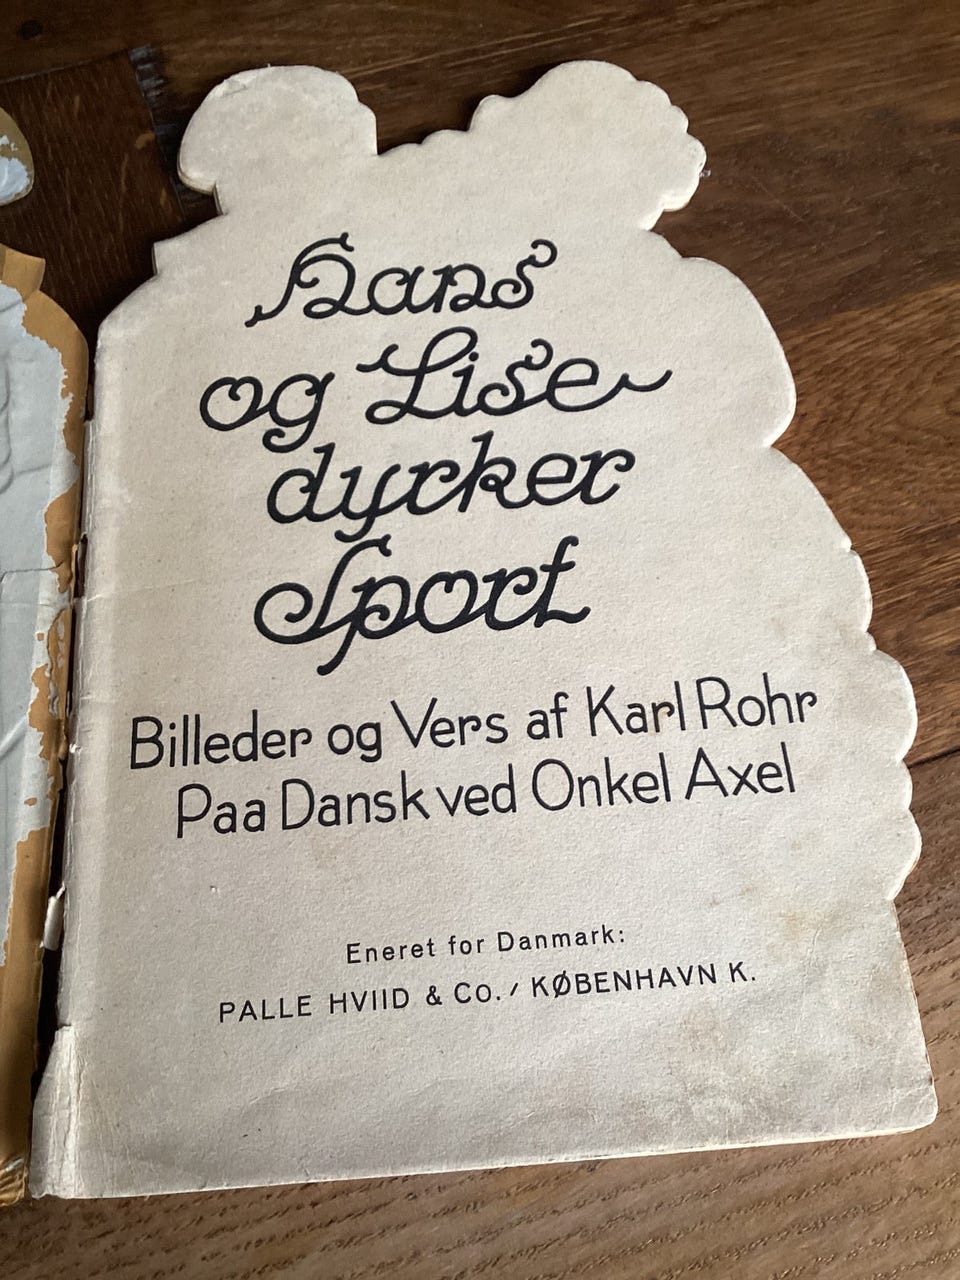 Hans
og Lise
dyrker
Sport
Billeder og Vers af Karl Rohr
Paa Dansk ved Onkel Axel
Eneret for Danmark:
PALLE HVIID & Co. / KØBENHAVN K.